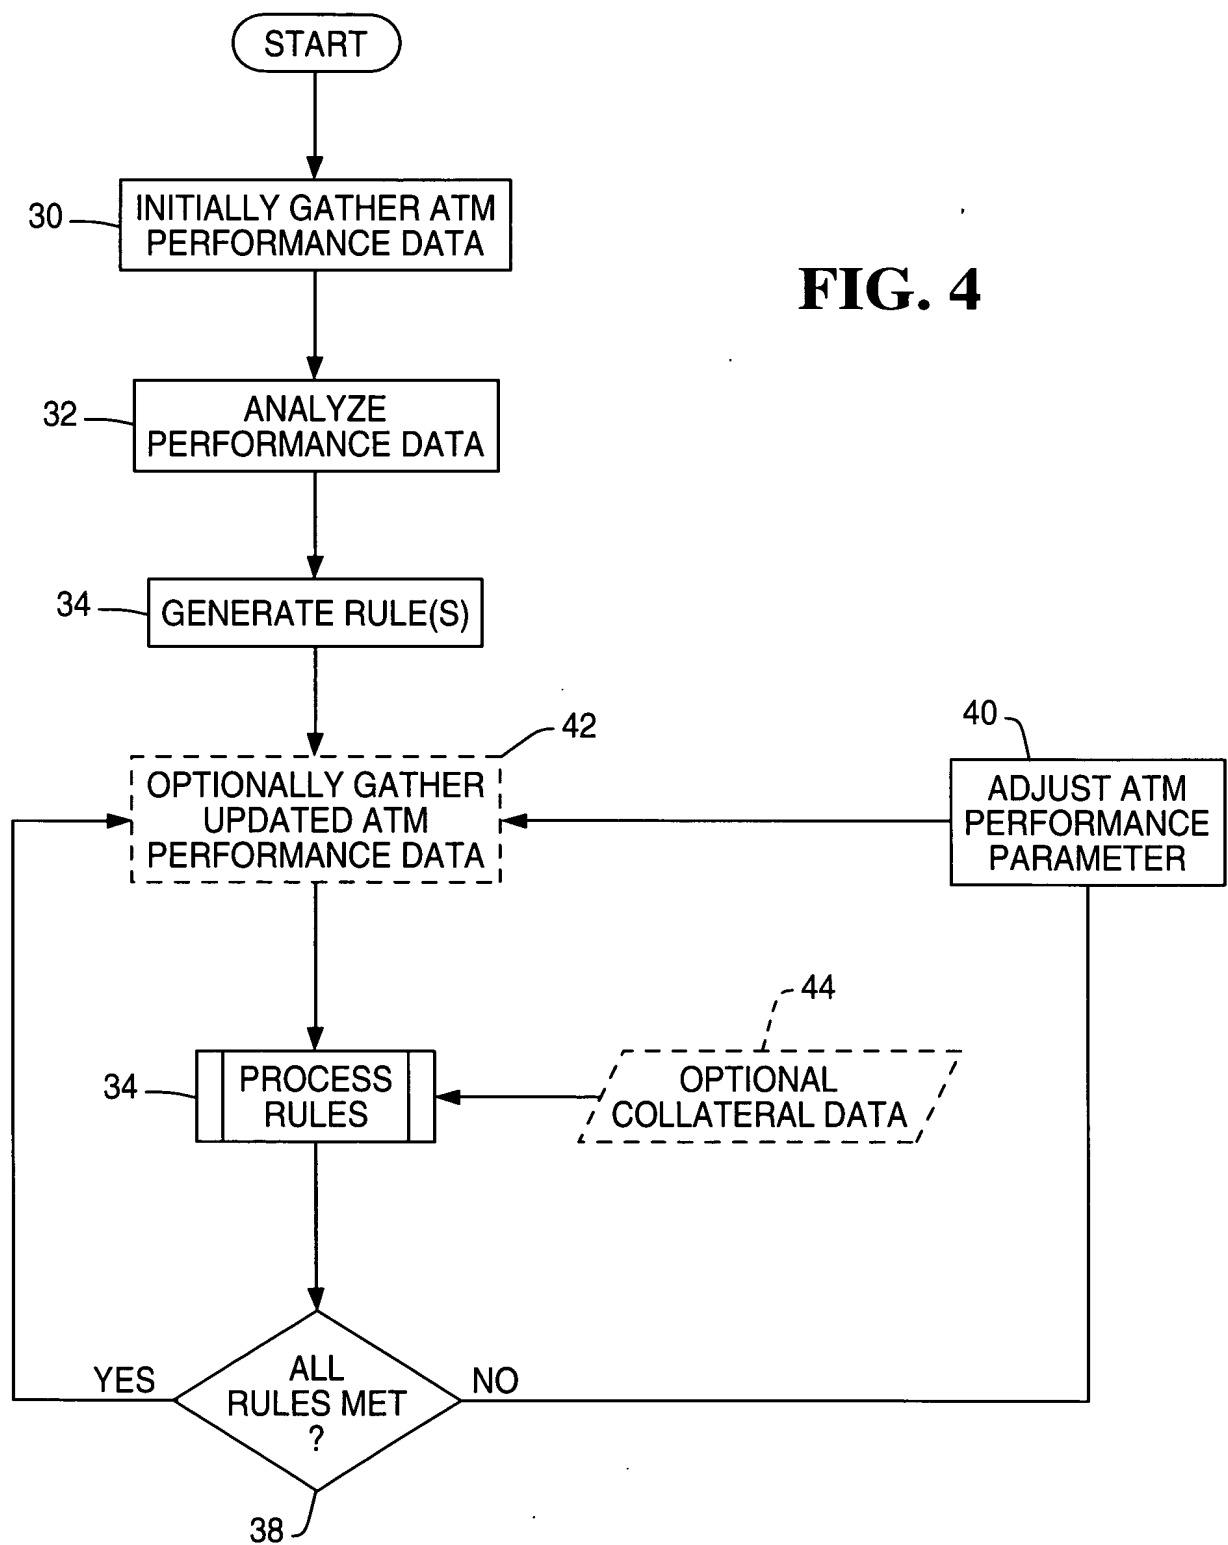 START
30
INITIALLY GATHER ATM
PERFORMANCE DATA
FIG. 4
32
ANALYZE
PERFORMANCE DATA
34
GENERATE RULE(S)
42
OPTIONALLY GATHER
UPDATED ATM
PERFORMANCE DATA
40
ADJUST ATM
PERFORMANCE
PARAMETER
34
PROCESS
RULES
44
OPTIONAL
COLLATERAL DATA
YES
ALL
RULES MET
?
NO
38